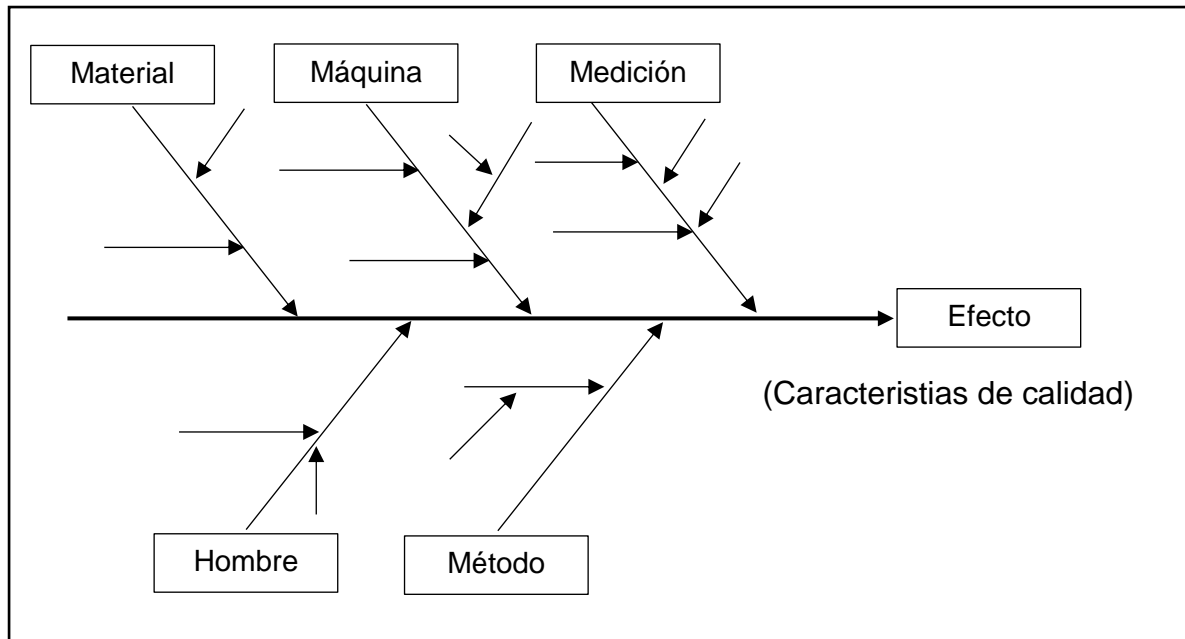 Material
Máquina
Medición
Efecto
(Caracteristias de calidad)
Hombre
Método